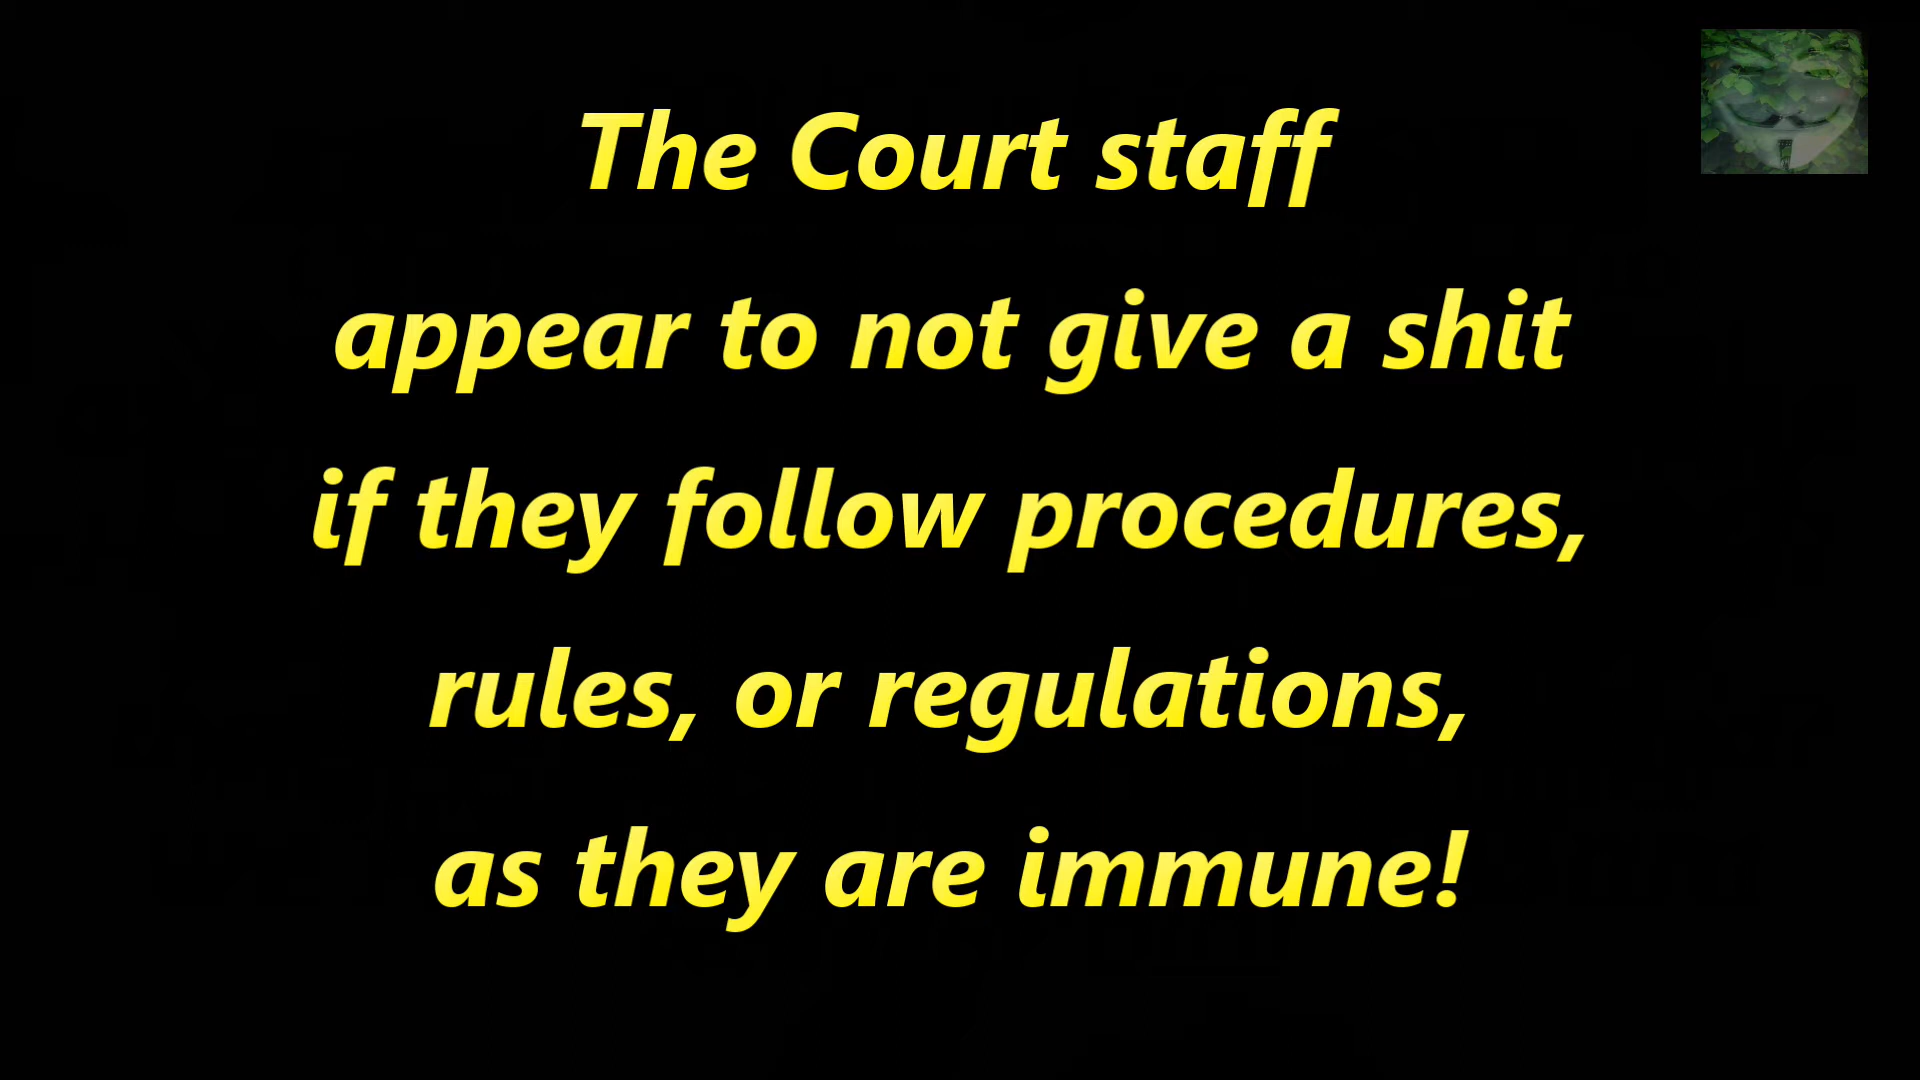 The Court staff
appear to not give a shit
if they follow procedures,
rules, or regulations,
as they are immune!